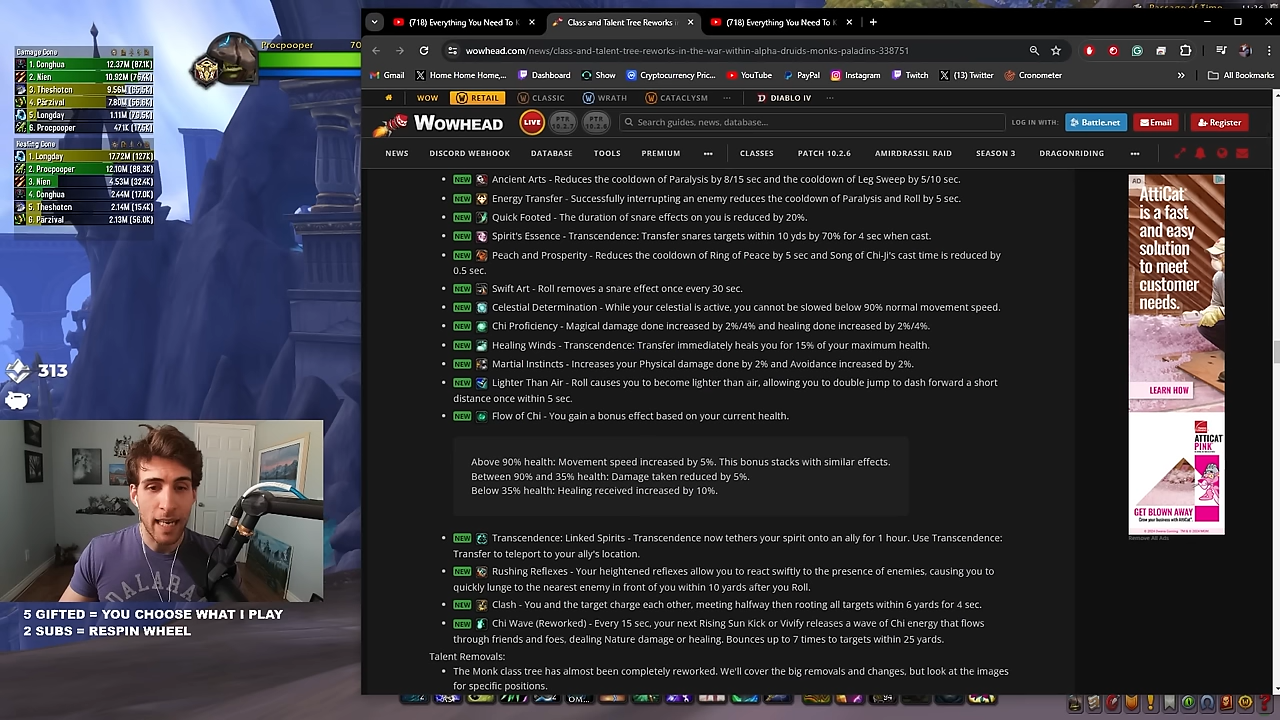 (718) Everything You Need To K
Class and Talent Tree Reworks in
(718) Everything You Need To K
wowhead.com/news/class-and-talent-tree-reworks-in-the-war-within-alpha-druids-monks-paladins-338751
Gmail
Home Home Home...
Dashboard
Show
Cryptocurrency Pric...
YouTube
PayPal
Instagram
Twitch
(13) Twitter
Cronometer
All Bookmarks
WOW
RETAIL
CLASSIC
WRATH
CATACLYSM
DIABLO IV
WOWHEAD
LIVE
Search guides, news, database...
LOG IN WITH:
Battle.net
Email
Register
NEWS
DISCORD WEBHOOK
DATABASE
TOOLS
PREMIUM
CLASSES
PATCH 10.2.6
AMIRDRASSIL RAID
SEASON 3
DRAGONRIDING
NEW Ancient Arts - Reduces the cooldown of Paralysis by 8/15 sec and the cooldown of Leg Sweep by 5/10 sec.
NEW Energy Transfer - Successfully interrupting an enemy reduces the cooldown of Paralysis and Roll by 5 sec.
NEW Quick Footed - The duration of snare effects on you is reduced by 20%.
NEW Spirit's Essence - Transcendence: Transfer snares targets within 10 yds by 70% for 4 sec when cast.
NEW Peach and Prosperity - Reduces the cooldown of Ring of Peace by 5 sec and Song of Chi-Ji's cast time is reduced by
0.5 sec.
NEW Swift Art - Roll removes a snare effect once every 30 sec.
NEW Celestial Determination - While your celestial is active, you cannot be slowed below 90% normal movement speed.
NEW Chi Proficiency - Magical damage done increased by 2%/4% and healing done increased by 2%/4%.
NEW Healing Winds - Transcendence: Transfer immediately heals you for 15% of your maximum health.
NEW Martial Instincts - Increases your Physical damage done by 2% and Avoidance increased by 2%.
NEW Lighter Than Air - Roll causes you to become lighter than air, allowing you to double jump to dash forward a short
distance once within 5 sec.
NEW Flow of Chi - You gain a bonus effect based on your current health.
Above 90% health: Movement speed increased by 5%. This bonus stacks with similar effects.
Between 90% and 35% health: Damage taken reduced by 5%.
Below 35% health: Healing received increased by 10%.
NEW Transcendence: Linked Spirits - Transcendence now tethers your spirit onto an ally for 1 hour. Use Transcendence:
Transfer to teleport to your ally's location.
NEW Rushing Reflexes - Your heightened reflexes allow you to react swiftly to the presence of enemies, causing you to
quickly lunge to the nearest enemy in front of you within 10 yards after you Roll.
NEW Clash - You and the target charge each other, meeting halfway then rooting all targets within 6 yards for 4 sec.
NEW Chi Wave (Reworked) - Every 15 sec, your next Rising Sun Kick or Vivify releases a wave of Chi energy that flows
through friends and foes, dealing Nature damage or healing. Bounces up to 7 times to targets within 25 yards.
Talent Removals:
The Monk class tree has almost been completely reworked. We'll cover the big removals and changes, but look at the images
for specific positions.
AD
AttiCat
is a fast
and easy
solution
to meet
customer
needs.
LEARN HOW
ATTICAT
PINK
GET BLOWN AWAY
Remove All Ads
Procpooper
70
Damage Done
1. Conghua 12.37M (87.1K)
2. Nien 10.92M
3. Theshoton 9.56M
4. Pärzival 7.80M
5. Longday 1.11M
6. Procpooper 471K
Healing Done
1. Longday 17.72M (127K)
2. Procpooper 12.10M (86.3K)
3. Nien 4.53M (32.4K)
4. Conghua 2.44M (17.0K)
5. Theshoton 2.14M (15.4K)
6. Pärzival 2.13M (56.0K)
313
5 GIFTED = YOU CHOOSE WHAT I PLAY
2 SUBS = RESPIN WHEEL